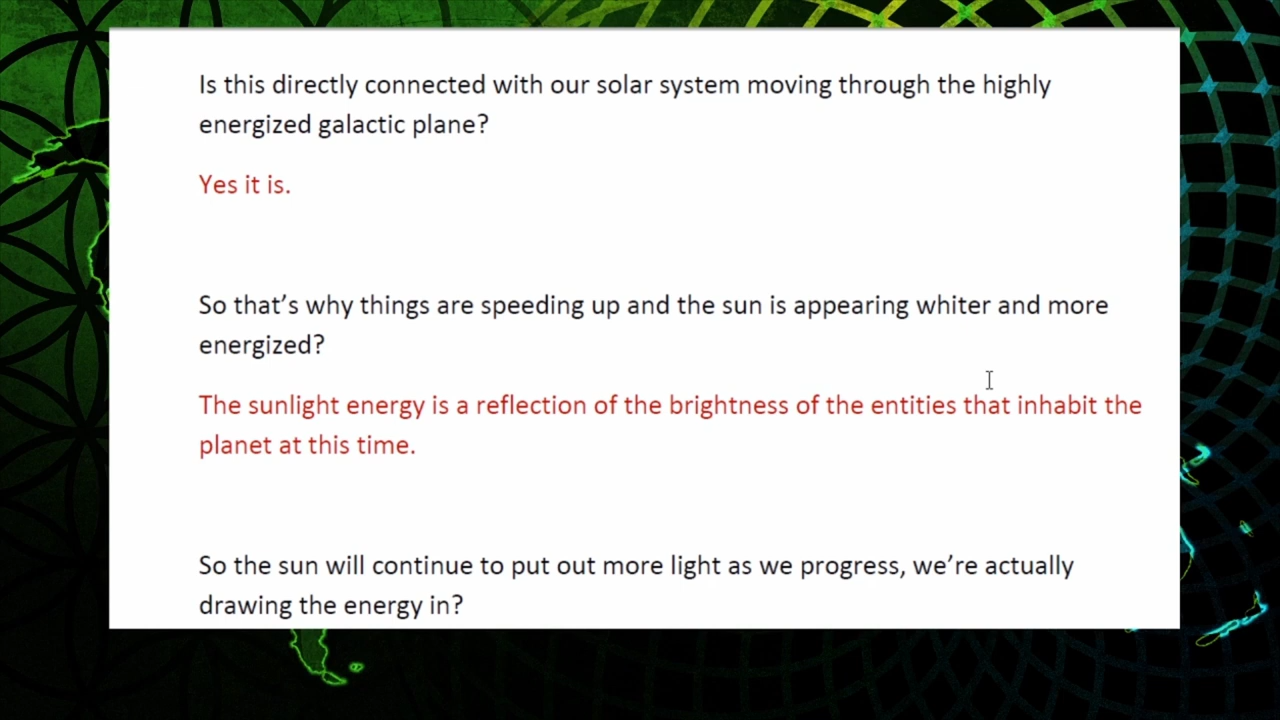 Is this directly connected with our solar system moving through the highly
energized galactic plane?
Yes it is.
So that’s why things are speeding up and the sun is appearing whiter and more
energized?
The sunlight energy is a reflection of the brightness of the entities that inhabit the
planet at this time.
So the sun will continue to put out more light as we progress, we’re actually
drawing the energy in?